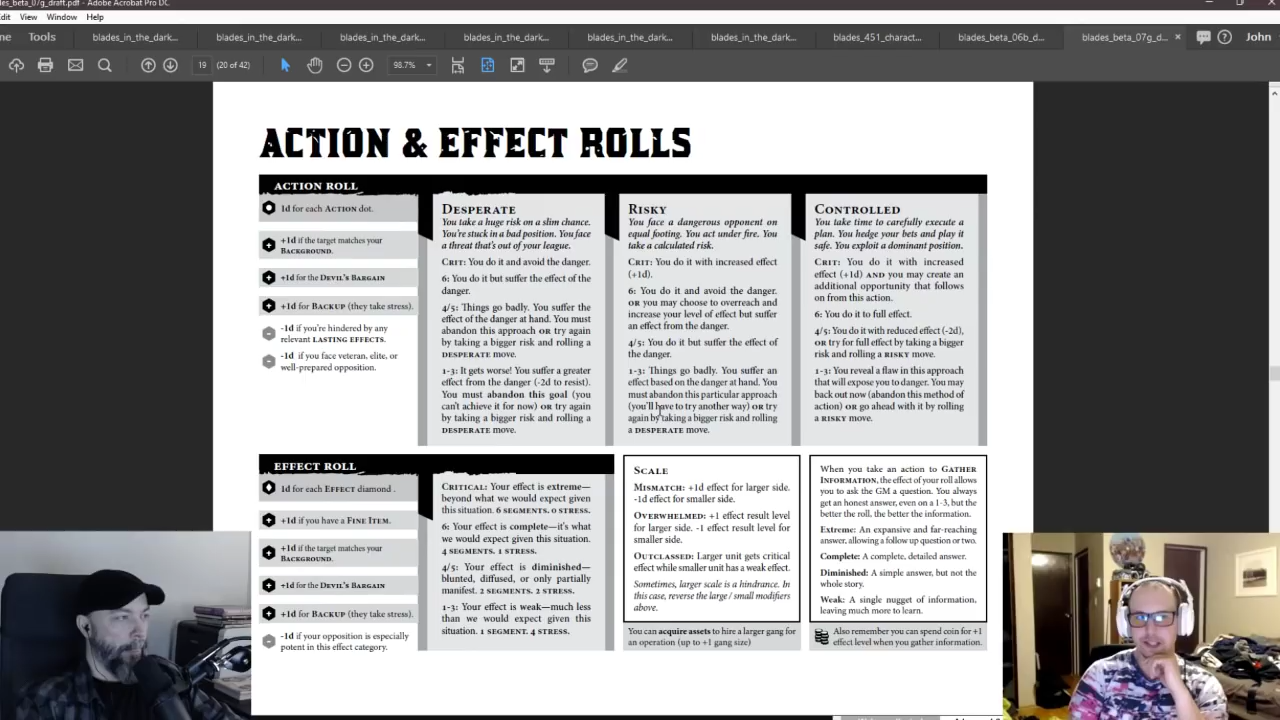 lades_beta_07g_draft.pdf - Adobe Acrobat Pro DC
Edit View Window Help
Tools blades_in_the_dark... blades_in_the_dark... blades_in_the_dark... blades_in_the_dark... blades_in_the_dark... blades_in_the_dark... blades_451_charact... blades_beta_06b_d... blades_beta_07g_d... × John
19 (20 of 42) 98.7%
ACTION & EFFECT ROLLS
ACTION ROLL
1d for each ACTION dot.
+1d if the target matches your
BACKGROUND.
+1d for the DEVIL'S BARGAIN
+1d for BACKUP (they take stress).
-1d if you're hindered by any
relevant LASTING EFFECTS.
-1d if you face veteran, elite, or
well-prepared opposition.
DESPERATE
You take a huge risk on a slim chance.
You're stuck in a bad position. You face
a threat that's out of your league.
CRIT: You do it and avoid the danger.
6: You do it but suffer the effect of the
danger.
4/5: Things go badly. You suffer the
effect of the danger at hand. You must
abandon this approach OR try again
by taking a bigger risk and rolling a
DESPERATE move.
1-3: It gets worse! You suffer a greater
effect from the danger (-2d to resist).
You must abandon this goal (you
can't achieve it for now) OR try again
by taking a bigger risk and rolling a
DESPERATE move.
RISKY
You face a dangerous opponent on
equal footing. You act under fire. You
take a calculated risk.
CRIT: You do it with increased effect
(+1d).
6: You do it and avoid the danger.
OR you may choose to overreach and
increase your level of effect but suffer
an effect from the danger.
4/5: You do it but suffer the effect of
the danger.
1-3: Things go badly. You suffer an
effect based on the danger at hand. You
must abandon this particular approach
(you'll have to try another way) OR try
again by taking a bigger risk and rolling
a DESPERATE move.
CONTROLLED
You take time to carefully execute a
plan. You hedge your bets and play it
safe. You exploit a dominant position.
CRIT: You do it with increased
effect (+1d) AND you may create an
additional opportunity that follows
on from this action.
6: You do it to full effect.
4/5: You do it with reduced effect (-2d),
OR try for full effect by taking a bigger
risk and rolling a RISKY move.
1-3: You reveal a flaw in this approach
that will expose you to danger. You may
back out now (abandon this method of
action) OR go ahead with it by rolling
a RISKY move.
EFFECT ROLL
1d for each EFFECT diamond .
+1d if you have a FINE ITEM.
+1d if the target matches your
BACKGROUND.
+1d for the DEVIL'S BARGAIN
+1d for BACKUP (they take stress).
-1d if your opposition is especially
potent in this effect category.
CRITICAL: Your effect is extreme—
beyond what we would expect given
this situation. 6 SEGMENTS. 0 STRESS.
6: Your effect is complete—it's what
we would expect given this situation.
4 SEGMENTS. 1 STRESS.
4/5: Your effect is diminished—
blunted, diffused, or only partially
manifest. 2 SEGMENTS. 2 STRESS.
1-3: Your effect is weak—much less
than we would expect given this
situation. 1 SEGMENT. 4 STRESS.
SCALE
MISMATCH: +1d effect for larger side.
-1d effect for smaller side.
OVERWHELMED: +1 effect result level
for larger side. -1 effect result level for
smaller side.
OUTCLASSED: Larger unit gets critical
effect while smaller unit has a weak effect.
Sometimes, larger scale is a hindrance. In
this case, reverse the large / small modifiers
above.
You can acquire assets to hire a larger gang for
an operation (up to +1 gang size)
When you take an action to GATHER
INFORMATION, the effect of your roll allows
you to ask the GM a question. You always
get an honest answer, even on a 1-3, but the
better the roll, the better the information.
Extreme: An expansive and far-reaching
answer, allowing a follow up question or two.
Complete: A complete, detailed answer.
Diminished: A simple answer, but not the
whole story.
Weak: A single nugget of information,
leaving much more to learn.
Also remember you can spend coin for +1
effect level when you gather information.